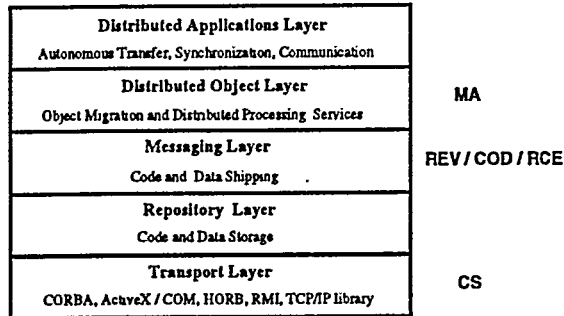 Distributed Applications Layer
Autonomous Transfer, Synchronization, Communication
Distributed Object Layer
Object Migration and Distributed Processing Services
MA
Messaging Layer
Code and Data Shipping
REV / COD / RCE
Repository Layer
Code and Data Storage
Transport Layer
CORBA, ActiveX / COM, HORB, RMI, TCP/IP library
CS